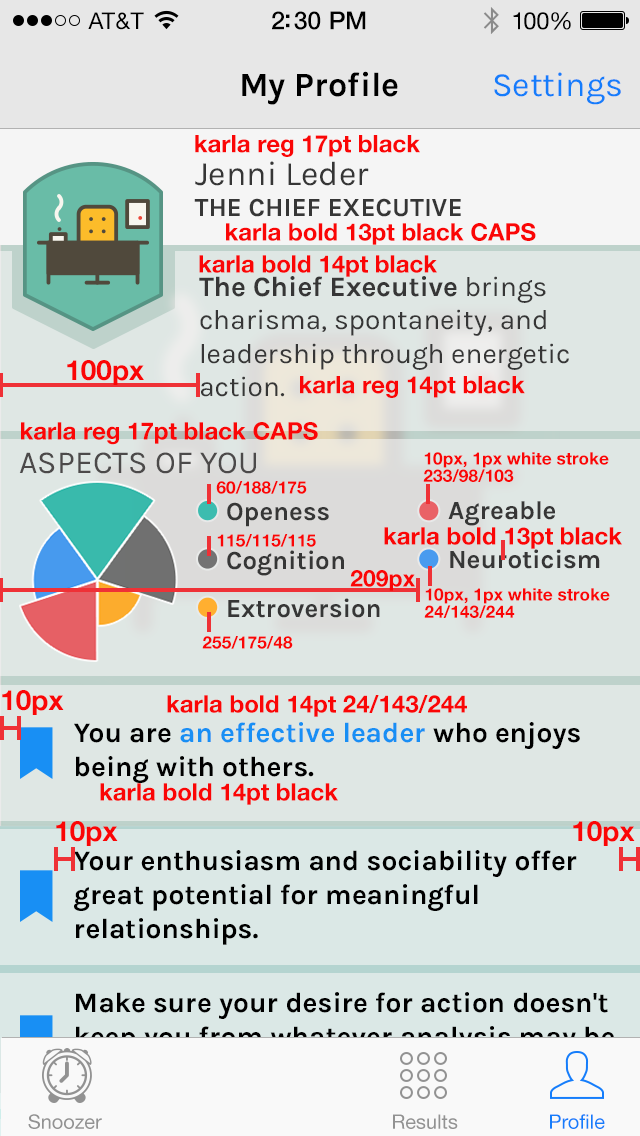 AT&T 2:30 PM 100%
My Profile Settings
karla reg 17pt black
Jenni Leder
THE CHIEF EXECUTIVE
karla bold 13pt black CAPS
karla bold 14pt black
The Chief Executive brings
charisma, spontaneity, and
leadership through energetic
100px
action. karla reg 14pt black
karla reg 17pt black CAPS
ASPECTS OF YOU
10px, 1px white stroke
233/98/103
60/188/175
Openess Agreable
karla bold 13pt black
115/115/115
Cognition Neuroticism
209px
10px, 1px white stroke
24/143/244
Extroversion
255/175/48
10px karla bold 14pt 24/143/244
You are an effective leader who enjoys
being with others.
karla bold 14pt black
10px 10px
Your enthusiasm and sociability offer
great potential for meaningful
relationships.
Make sure your desire for action doesn't
keep you from whatever analysis may be
Snoozer Results Profile